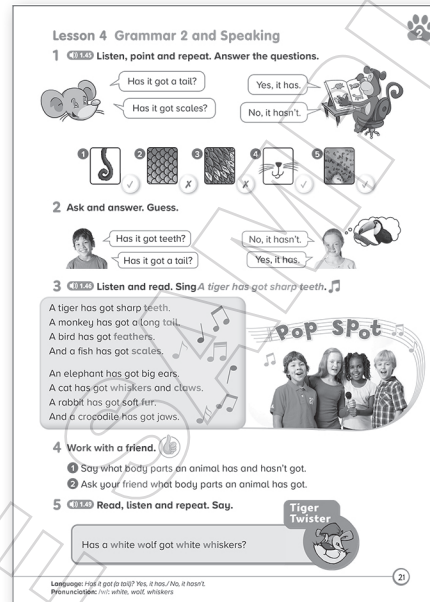 Lesson 4 Grammar 2 and Speaking
2
1 1.45 Listen, point and repeat. Answer the questions.
Has it got a tail?
Yes, it has.
Has it got scales?
No, it hasn't.
1 2 3 4 5
2 Ask and answer. Guess.
Has it got teeth?
No, it hasn't.
Has it got a tail?
Yes, it has.
3 1.46 Listen and read. Sing A tiger has got sharp teeth.
A tiger has got sharp teeth.
A monkey has got a long tail.
A bird has got feathers.
And a fish has got scales.
Pop Spot
An elephant has got big ears.
A cat has got whiskers and claws.
A rabbit has got soft fur.
And a crocodile has got jaws.
4 Work with a friend.
1 Say what body parts an animal has and hasn't got.
2 Ask your friend what body parts an animal has got.
5 1.49 Read, listen and repeat. Say.
Tiger
Twister
Has a white wolf got white whiskers?
21
Language: Has it got (a tail)? Yes, it has./ No, it hasn't.
Pronunciation: /w/: white, wolf, whiskers
SAMPLE